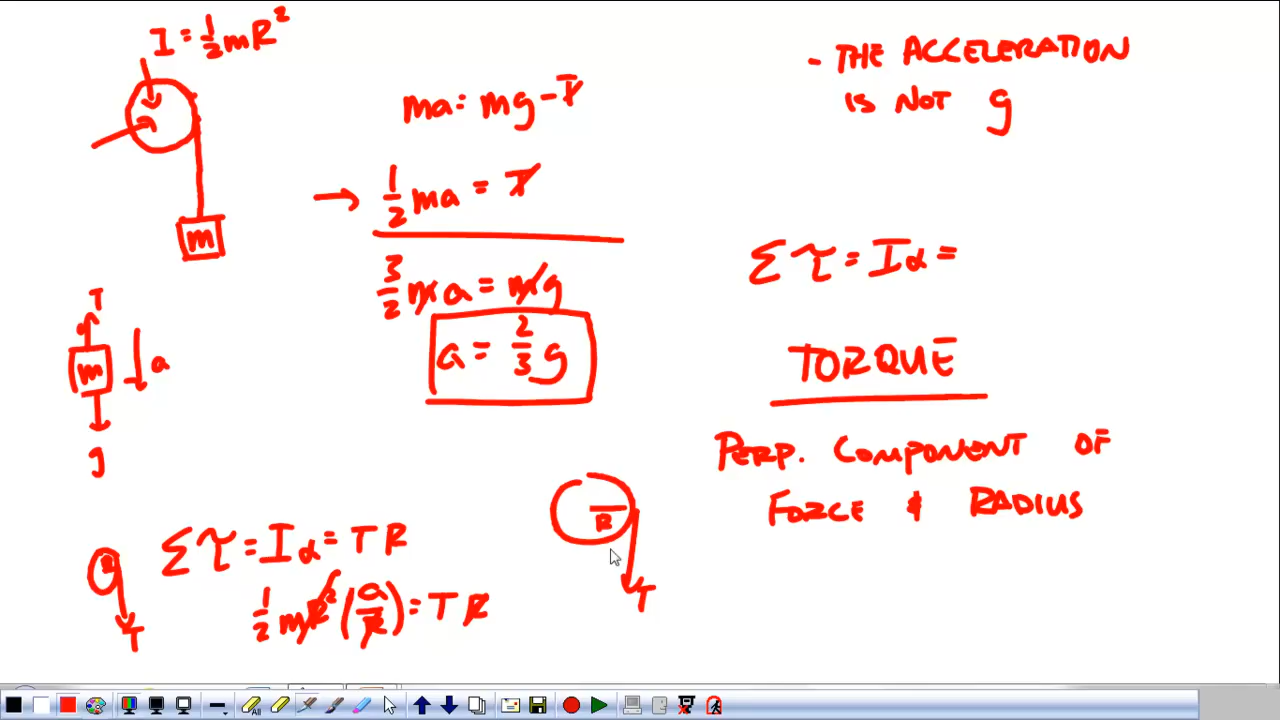 I = 1/2 mR²
m
ma = mg - T
1/2 ma = T
3/2 ma = mg
a = 2/3 g
T
m
a
g
R
T
Στ = Iα = TR
1/2 mR² (a/R) = TR
- THE ACCELERATION
IS NOT g
Στ = Iα =
TORQUE
PERP. COMPONENT OF
FORCE & RADIUS
R
T
All